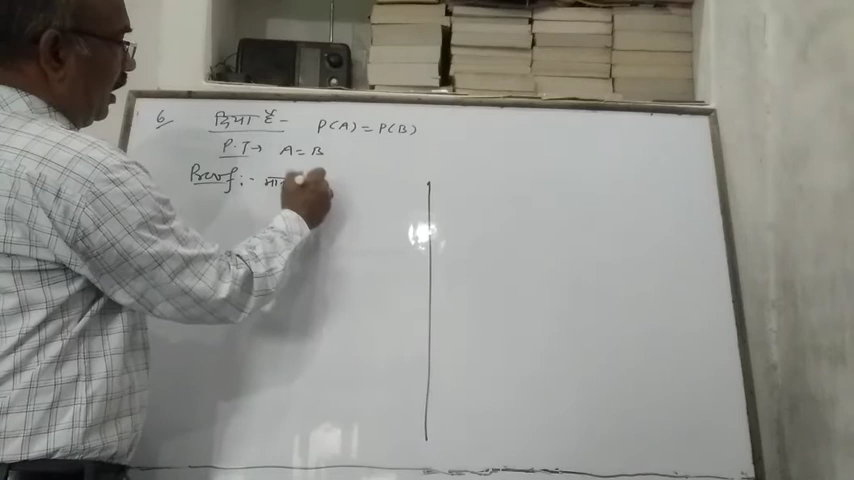 6
दिया है - P(A) = P(B)
P.T → A = B
Proof :-